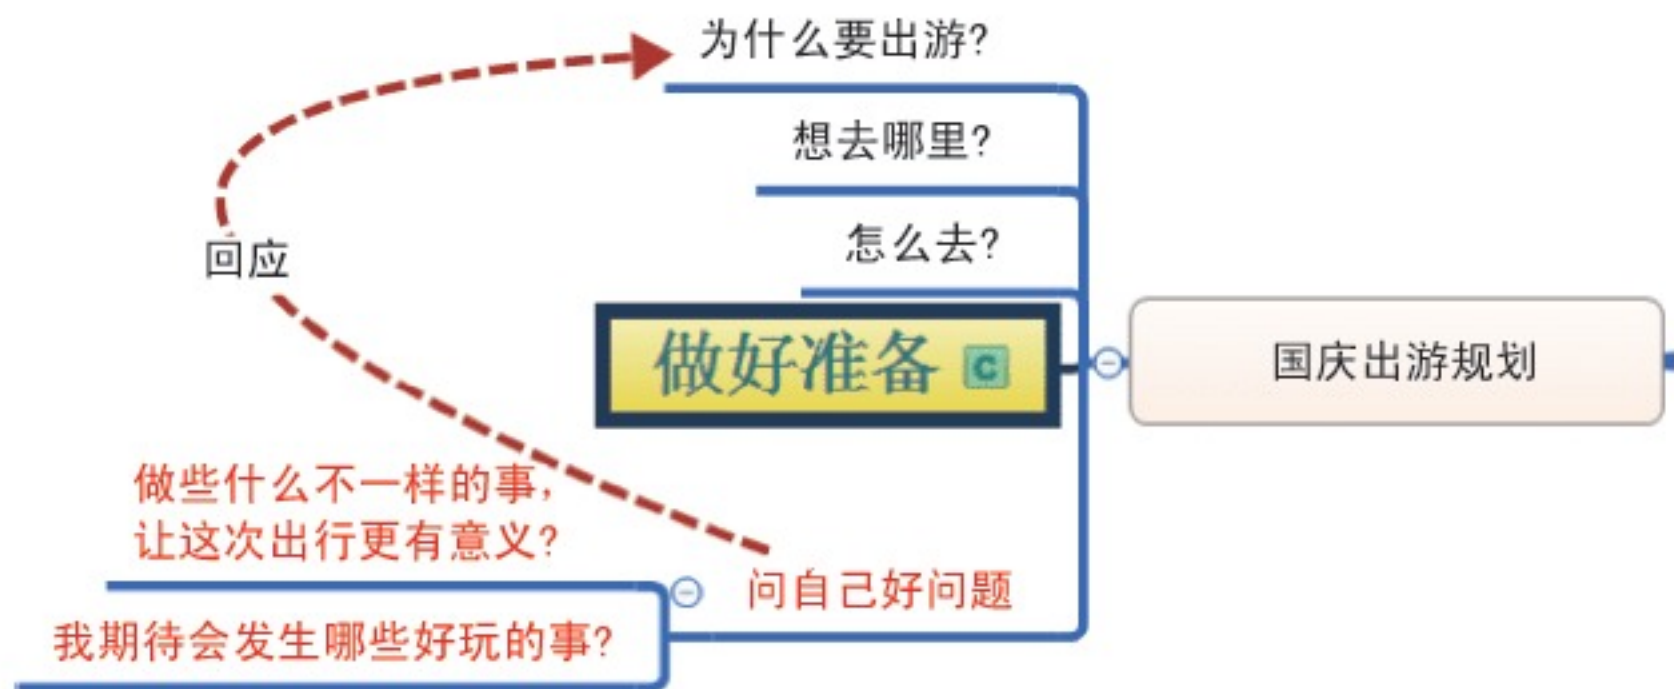 为什么要出游?
想去哪里?
怎么去?
回应
做好准备 C
国庆出游规划
做些什么不一样的事,
让这次出行更有意义?
问自己好问题
我期待会发生哪些好玩的事?